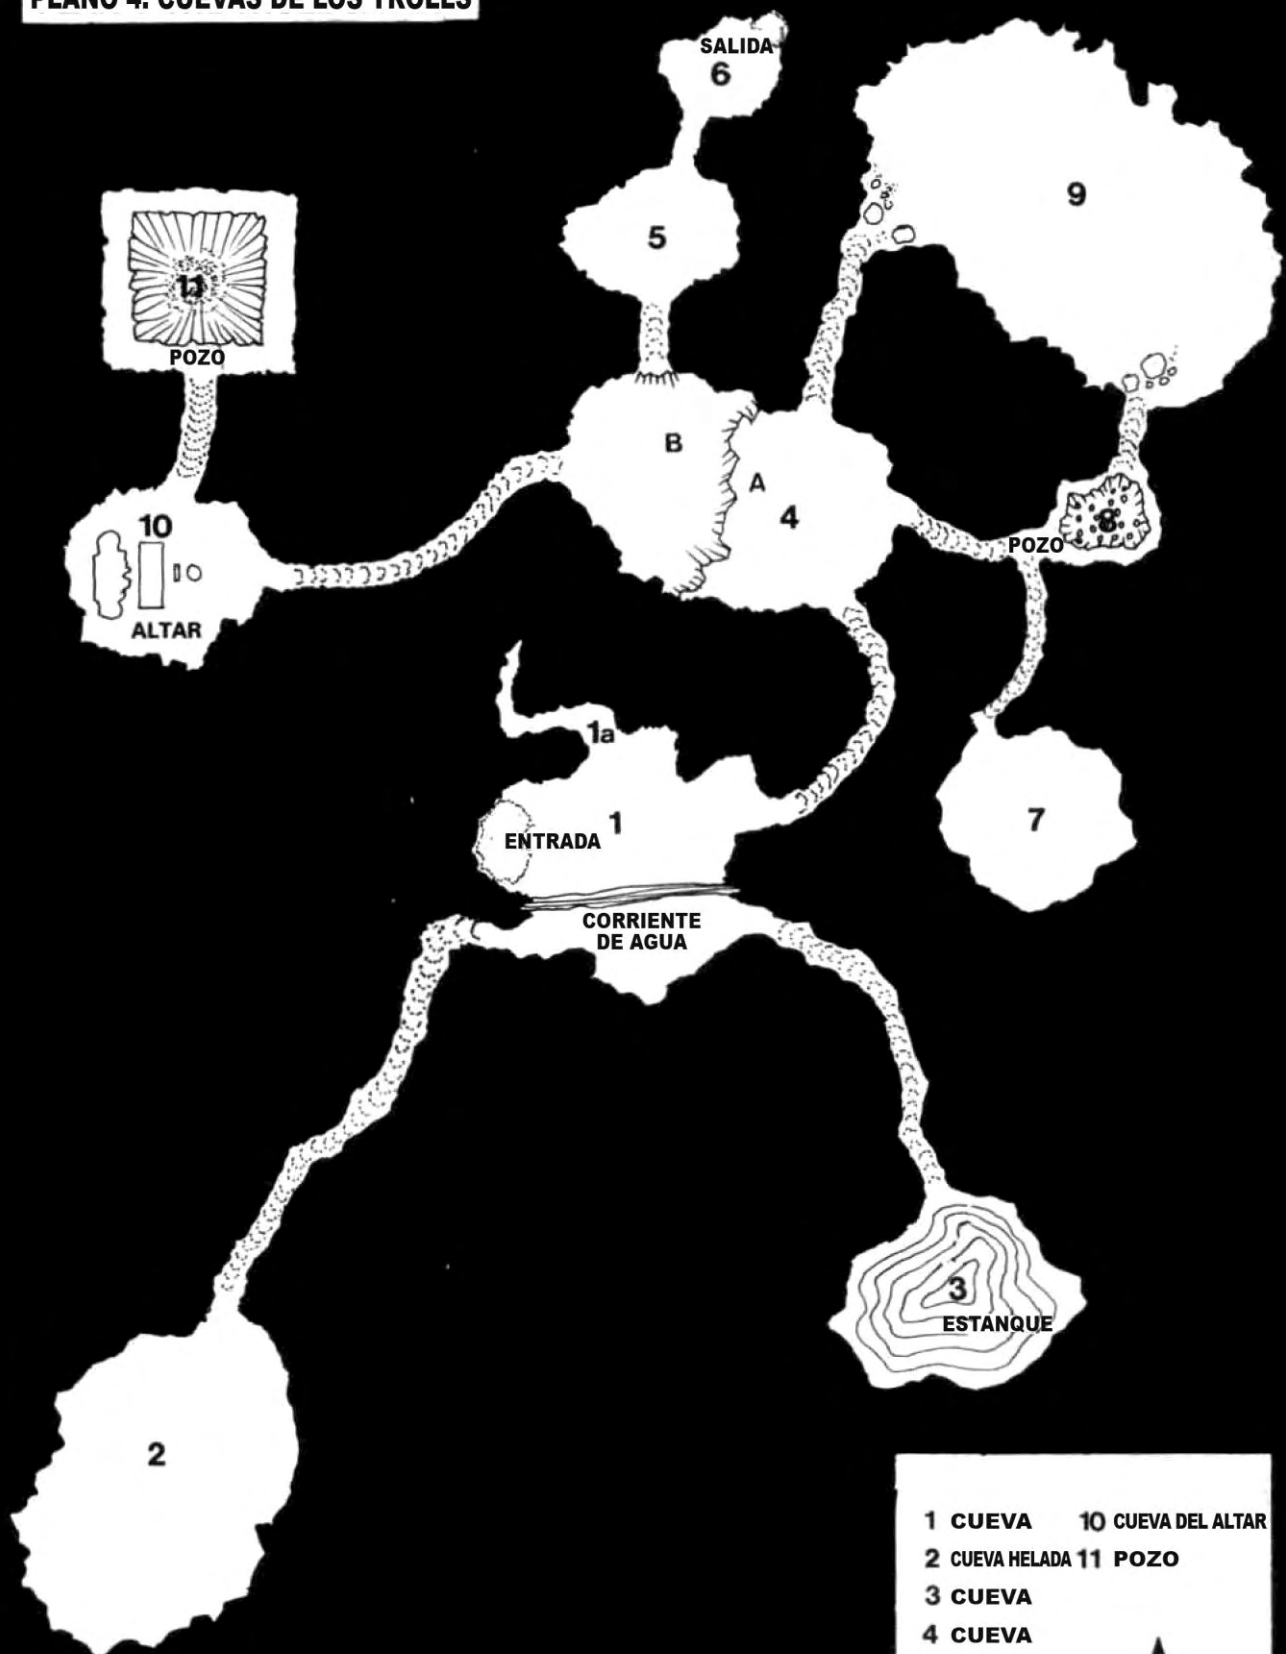 PLANO 4. CUEVAS DE LOS TROLES
SALIDA
6
9
5
11
POZO
B
A
4
10
8
POZO
ALTAR
1a
1
ENTRADA
7
CORRIENTE
DE AGUA
3
ESTANQUE
2
1 CUEVA
2 CUEVA HELADA
3 CUEVA
4 CUEVA
10 CUEVA DEL ALTAR
11 POZO